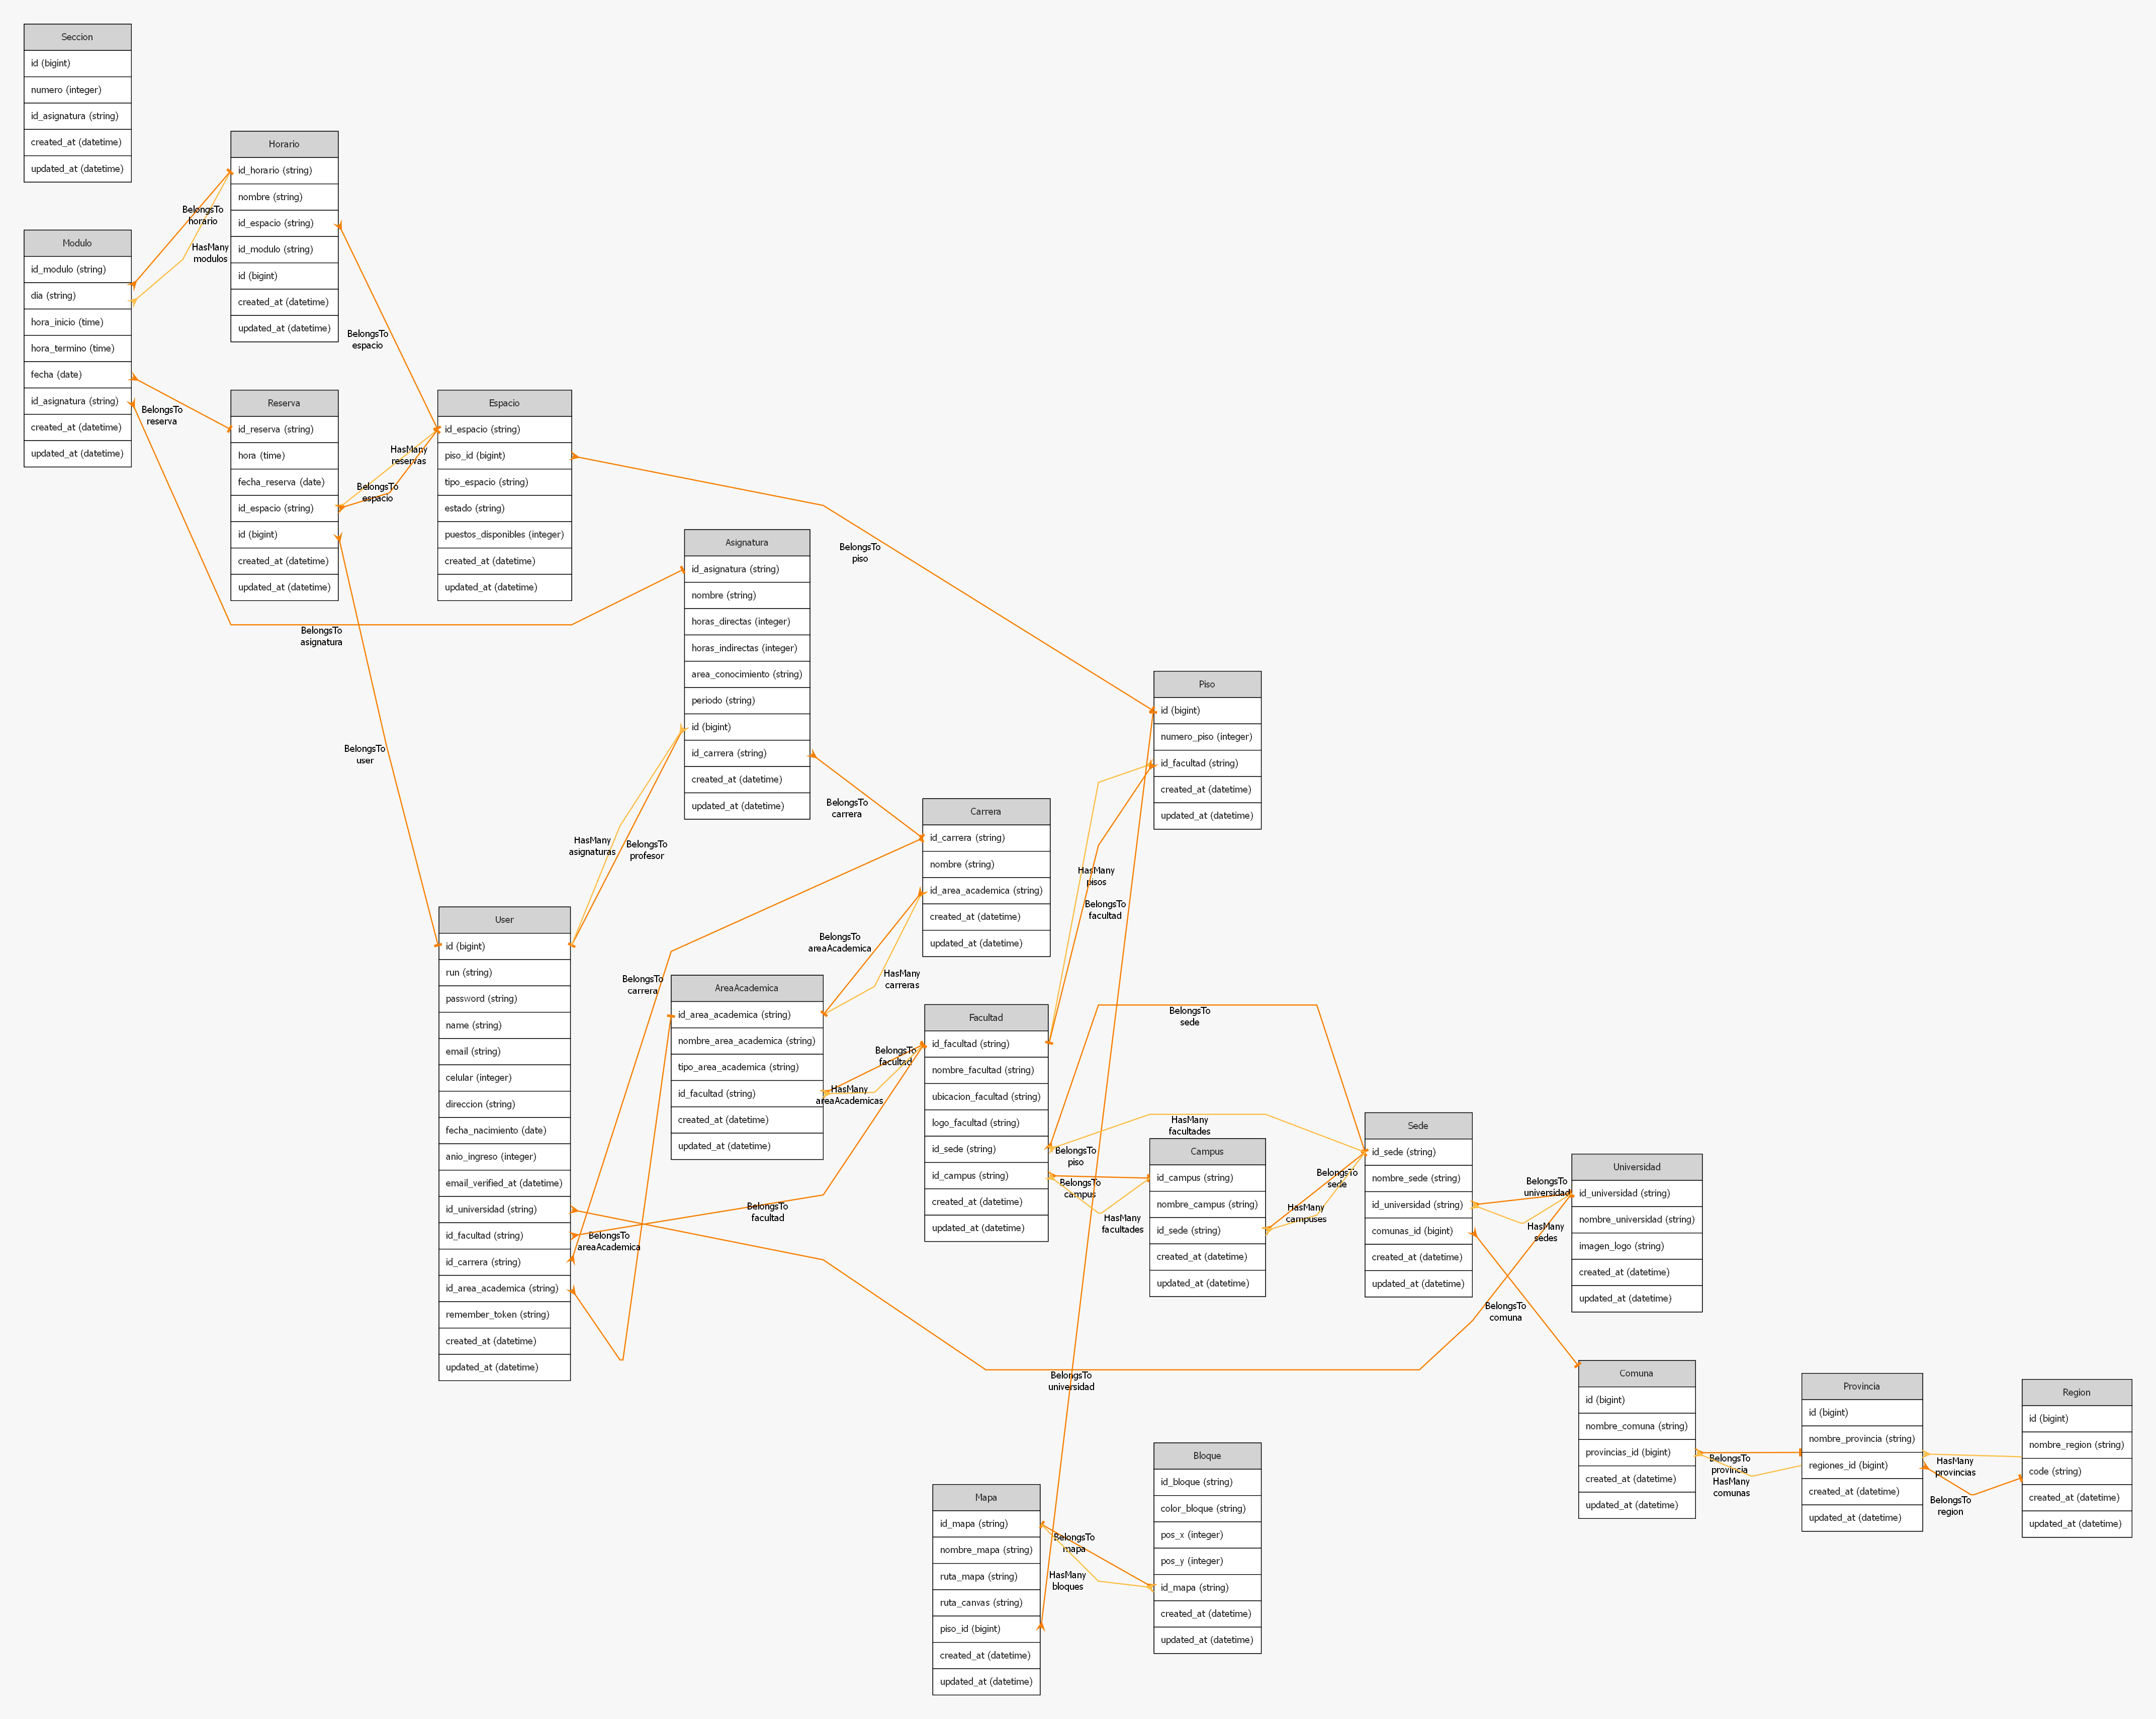 Seccion
id (bigint)
numero (integer)
id_asignatura (string)
created_at (datetime)
updated_at (datetime)
Horario
id_horario (string)
nombre (string)
id_espacio (string)
id_modulo (string)
id (bigint)
created_at (datetime)
updated_at (datetime)
BelongsTo
horario
HasMany
modulos
Modulo
id_modulo (string)
dia (string)
hora_inicio (time)
hora_termino (time)
fecha (date)
id_asignatura (string)
created_at (datetime)
updated_at (datetime)
BelongsTo
espacio
BelongsTo
reserva
Reserva
id_reserva (string)
hora (time)
fecha_reserva (date)
id_espacio (string)
id (bigint)
created_at (datetime)
updated_at (datetime)
HasMany
reservas
BelongsTo
espacio
Espacio
id_espacio (string)
piso_id (bigint)
tipo_espacio (string)
estado (string)
puestos_disponibles (integer)
created_at (datetime)
updated_at (datetime)
BelongsTo
piso
BelongsTo
asignatura
Asignatura
id_asignatura (string)
nombre (string)
horas_directas (integer)
horas_indirectas (integer)
area_conocimiento (string)
periodo (string)
id (bigint)
id_carrera (string)
created_at (datetime)
updated_at (datetime)
BelongsTo
user
HasMany
asignaturas
BelongsTo
profesor
BelongsTo
carrera
Piso
id (bigint)
numero_piso (integer)
id_facultad (string)
created_at (datetime)
updated_at (datetime)
Carrera
id_carrera (string)
nombre (string)
id_area_academica (string)
created_at (datetime)
updated_at (datetime)
HasMany
pisos
BelongsTo
facultad
User
id (bigint)
run (string)
password (string)
name (string)
email (string)
celular (integer)
direccion (string)
fecha_nacimiento (date)
anio_ingreso (integer)
email_verified_at (datetime)
id_universidad (string)
id_facultad (string)
id_carrera (string)
id_area_academica (string)
remember_token (string)
created_at (datetime)
updated_at (datetime)
BelongsTo
carrera
BelongsTo
areaAcademica
HasMany
carreras
AreaAcademica
id_area_academica (string)
nombre_area_academica (string)
tipo_area_academica (string)
id_facultad (string)
created_at (datetime)
updated_at (datetime)
BelongsTo
facultad
HasMany
areaAcademicas
BelongsTo
facultad
BelongsTo
areaAcademica
Facultad
id_facultad (string)
nombre_facultad (string)
ubicacion_facultad (string)
logo_facultad (string)
id_sede (string)
id_campus (string)
created_at (datetime)
updated_at (datetime)
BelongsTo
sede
HasMany
facultades
BelongsTo
piso
BelongsTo
campus
HasMany
facultades
Campus
id_campus (string)
nombre_campus (string)
id_sede (string)
created_at (datetime)
updated_at (datetime)
BelongsTo
sede
HasMany
campuses
Sede
id_sede (string)
nombre_sede (string)
id_universidad (string)
comunas_id (bigint)
created_at (datetime)
updated_at (datetime)
BelongsTo
universidad
HasMany
sedes
Universidad
id_universidad (string)
nombre_universidad (string)
imagen_logo (string)
created_at (datetime)
updated_at (datetime)
BelongsTo
comuna
BelongsTo
universidad
Comuna
id (bigint)
nombre_comuna (string)
provincias_id (bigint)
created_at (datetime)
updated_at (datetime)
BelongsTo
provincia
HasMany
comunas
Provincia
id (bigint)
nombre_provincia (string)
regiones_id (bigint)
created_at (datetime)
updated_at (datetime)
HasMany
provincias
BelongsTo
region
Region
id (bigint)
nombre_region (string)
code (string)
created_at (datetime)
updated_at (datetime)
Mapa
id_mapa (string)
nombre_mapa (string)
ruta_mapa (string)
ruta_canvas (string)
piso_id (bigint)
created_at (datetime)
updated_at (datetime)
BelongsTo
mapa
HasMany
bloques
Bloque
id_bloque (string)
color_bloque (string)
pos_x (integer)
pos_y (integer)
id_mapa (string)
created_at (datetime)
updated_at (datetime)